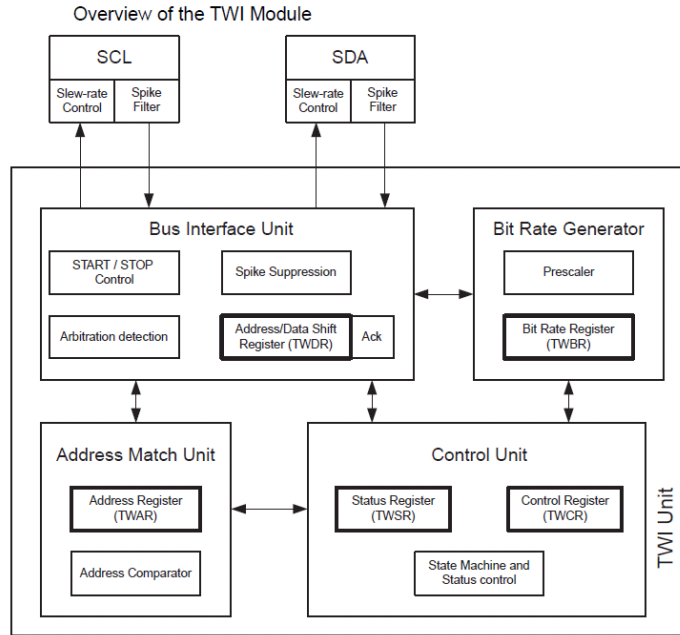 Overview of the TWI Module
SCL
SDA
Slew-rate
Control
Spike
Filter
Slew-rate
Control
Spike
Filter
Bus Interface Unit
START / STOP
Control
Spike Suppression
Arbitration detection
Address/Data Shift
Register (TWDR)
Ack
Bit Rate Generator
Prescaler
Bit Rate Register
(TWBR)
Address Match Unit
Address Register
(TWAR)
Address Comparator
Control Unit
Status Register
(TWSR)
Control Register
(TWCR)
State Machine and
Status control
TWI Unit